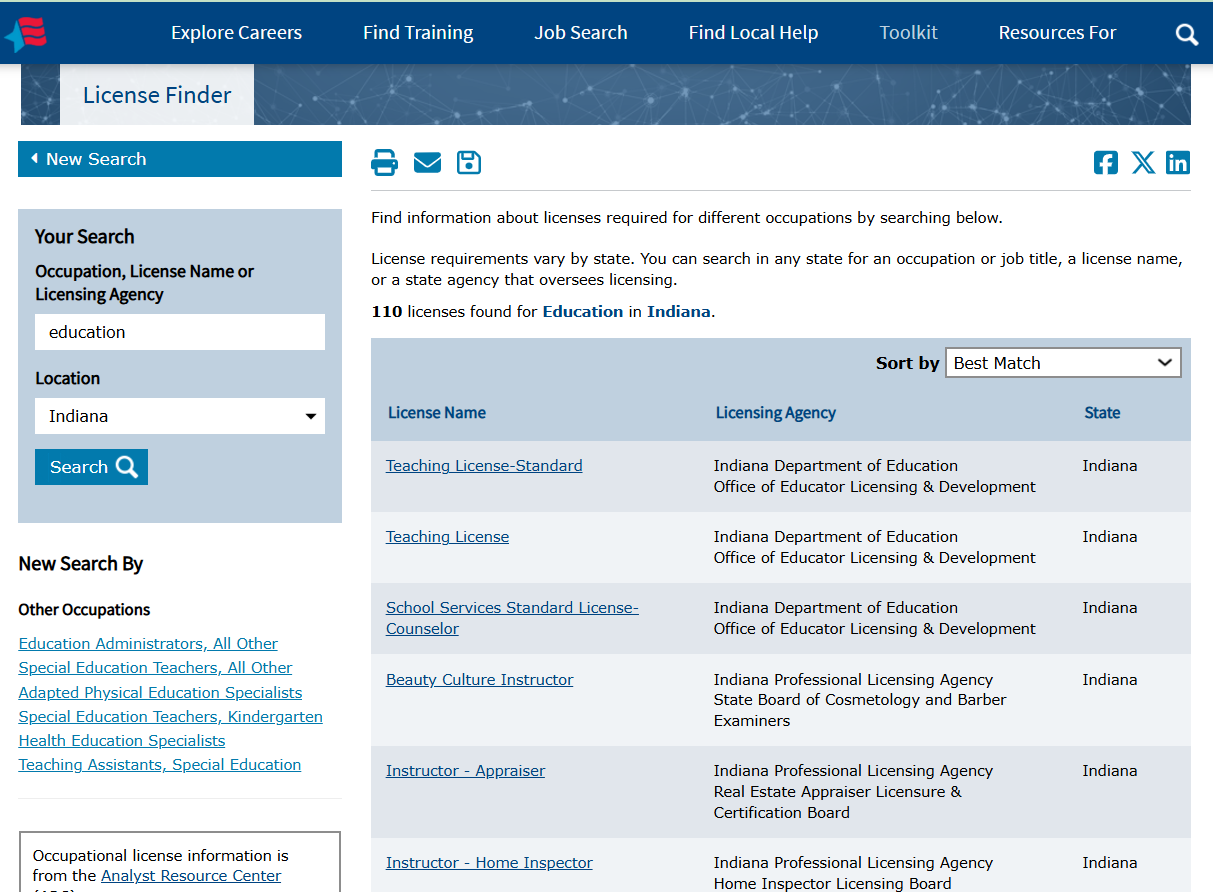 Explore Careers
Find Training
Job Search
Find Local Help
Toolkit
Resources For
License Finder
New Search
Your Search
Occupation, License Name or
Licensing Agency
education
Location
Indiana
Search
New Search By
Other Occupations
Education Administrators, All Other
Special Education Teachers, All Other
Adapted Physical Education Specialists
Special Education Teachers, Kindergarten
Health Education Specialists
Teaching Assistants, Special Education
Occupational license information is
from the Analyst Resource Center
Find information about licenses required for different occupations by searching below.
License requirements vary by state. You can search in any state for an occupation or job title, a license name,
or a state agency that oversees licensing.
110 licenses found for Education in Indiana.
Sort by Best Match
License Name Licensing Agency State
Teaching License-Standard Indiana Department of Education Indiana
Office of Educator Licensing & Development
Teaching License Indiana Department of Education Indiana
Office of Educator Licensing & Development
School Services Standard License- Indiana Department of Education Indiana
Counselor Office of Educator Licensing & Development
Beauty Culture Instructor Indiana Professional Licensing Agency Indiana
State Board of Cosmetology and Barber
Examiners
Instructor - Appraiser Indiana Professional Licensing Agency Indiana
Real Estate Appraiser Licensure &
Certification Board
Instructor - Home Inspector Indiana Professional Licensing Agency Indiana
Home Inspector Licensing Board